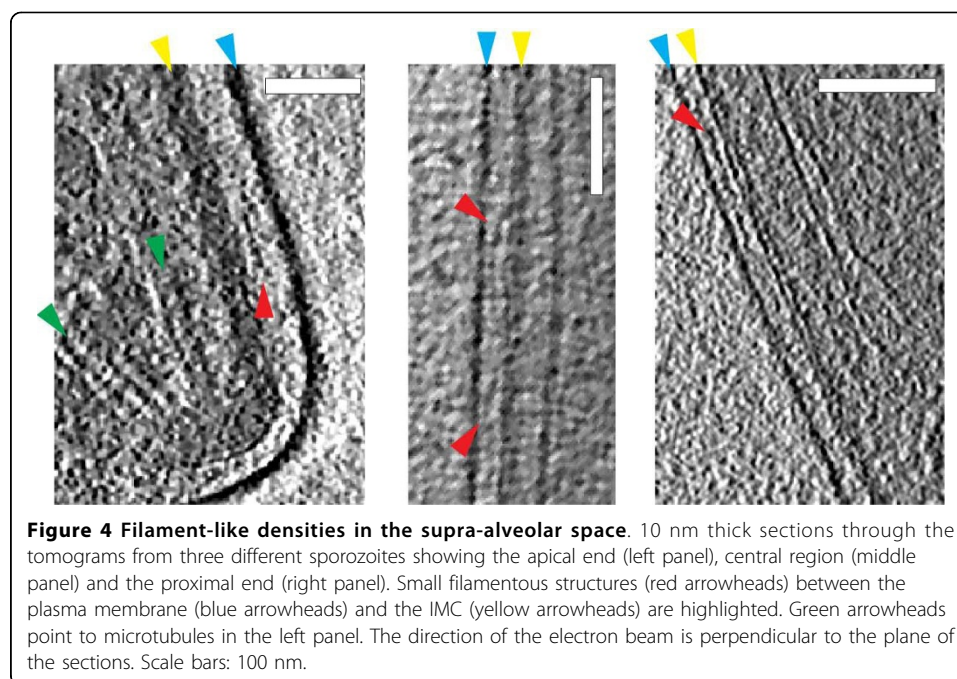 Figure 4 Filament-like densities in the supra-alveolar space. 10 nm thick sections through the
tomograms from three different sporozoites showing the apical end (left panel), central region (middle
panel) and the proximal end (right panel). Small filamentous structures (red arrowheads) between the
plasma membrane (blue arrowheads) and the IMC (yellow arrowheads) are highlighted. Green arrowheads
point to microtubules in the left panel. The direction of the electron beam is perpendicular to the plane of
the sections. Scale bars: 100 nm.